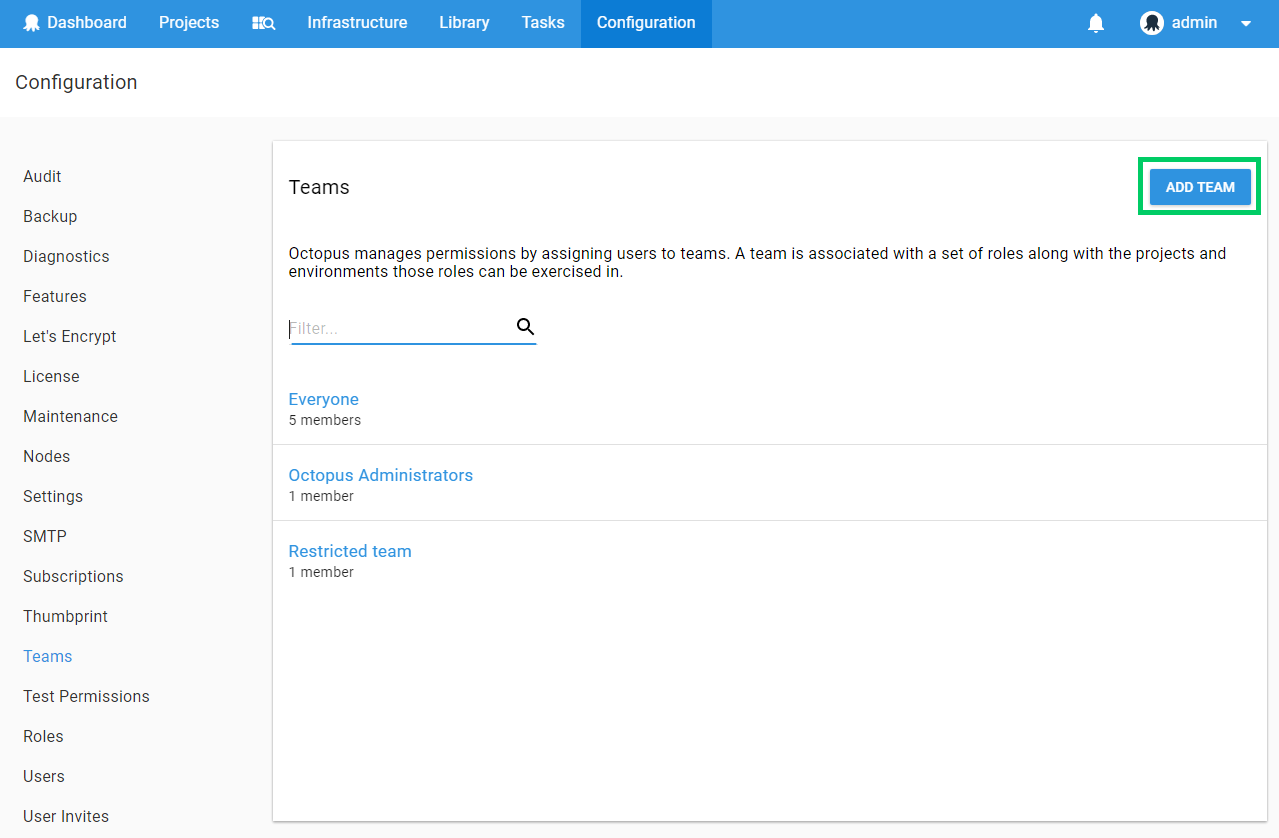 Dashboard Projects Infrastructure Library Tasks Configuration admin
Configuration
Audit
Backup
Diagnostics
Features
Let's Encrypt
License
Maintenance
Nodes
Settings
SMTP
Subscriptions
Thumbprint
Teams
Test Permissions
Roles
Users
User Invites
Teams
ADD TEAM
Octopus manages permissions by assigning users to teams. A team is associated with a set of roles along with the projects and
environments those roles can be exercised in.
Filter...
Everyone
5 members
Octopus Administrators
1 member
Restricted team
1 member